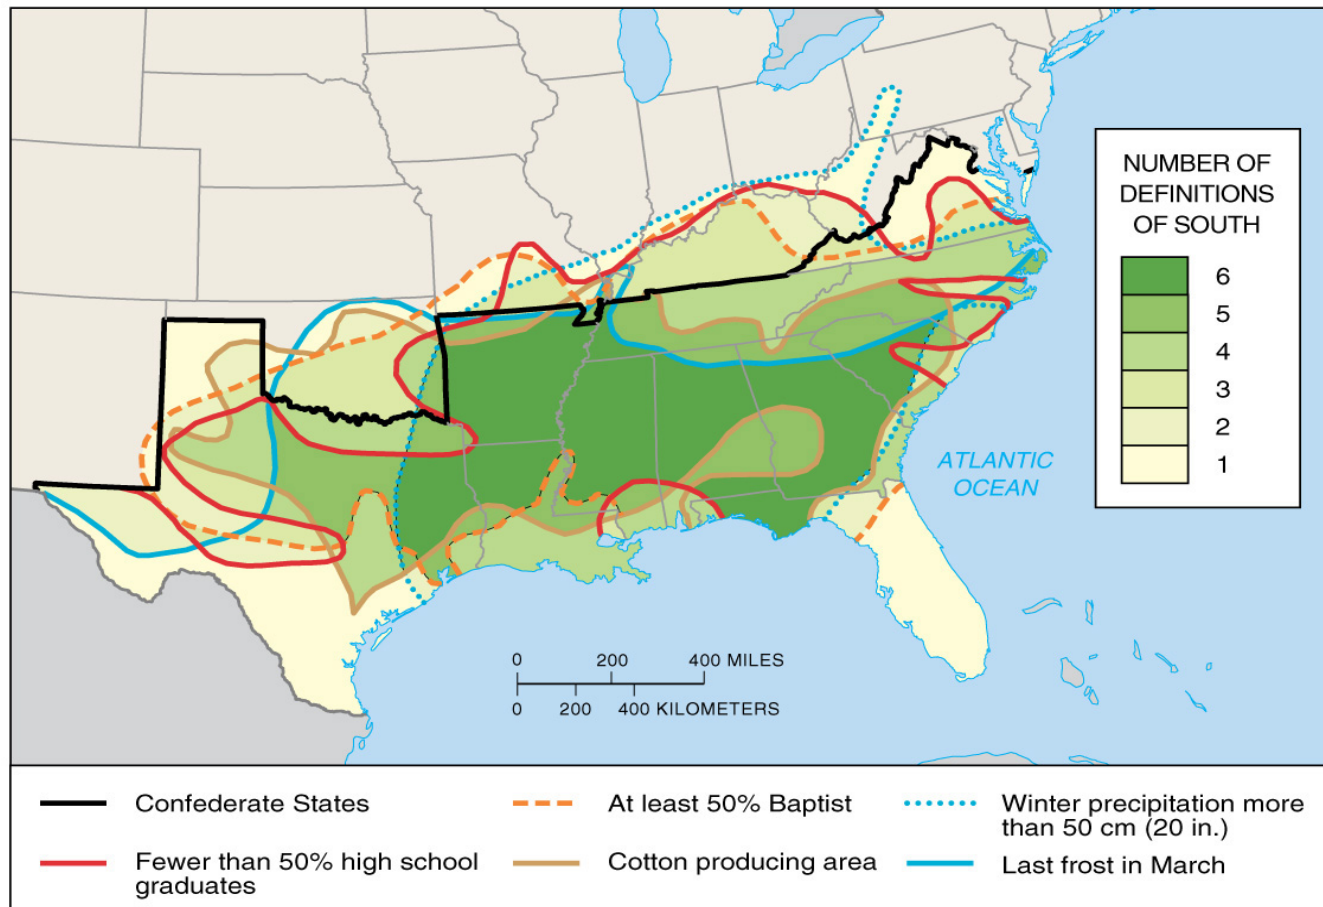 NUMBER OF
DEFINITIONS
OF SOUTH
6
5
4
3
2
1
ATLANTIC
OCEAN
0 200 400 MILES
0 200 400 KILOMETERS
Confederate States
At least 50% Baptist
Winter precipitation more
than 50 cm (20 in.)
Fewer than 50% high school
graduates
Cotton producing area
Last frost in March